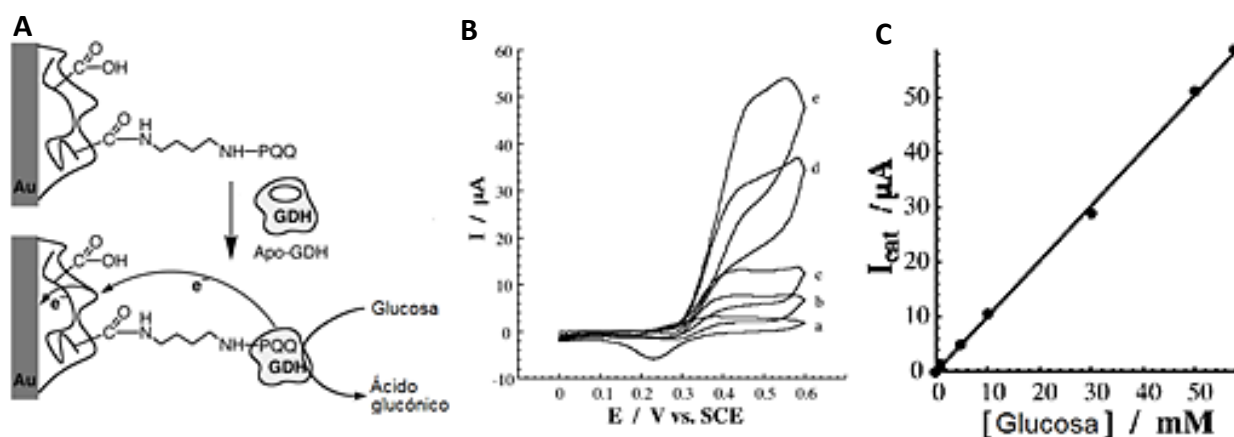 A
O
C
OH
O
C
H
N
NH–PQQ
Au
GDH
Apo-GDH
O
C
OH
e⁻
e⁻
Glucosa
O
C
H
N
NH–PQQ
GDH
Au
Ácido
glucónico
B
60
50
40
30
20
10
0
-10
I / µA
e
d
c
b
a
0
0.1
0.2
0.3
0.4
0.5
0.6
E / V vs. SCE
C
50
40
30
20
10
0
I cat / µA
0
10
20
30
40
50
[Glucosa] / mM